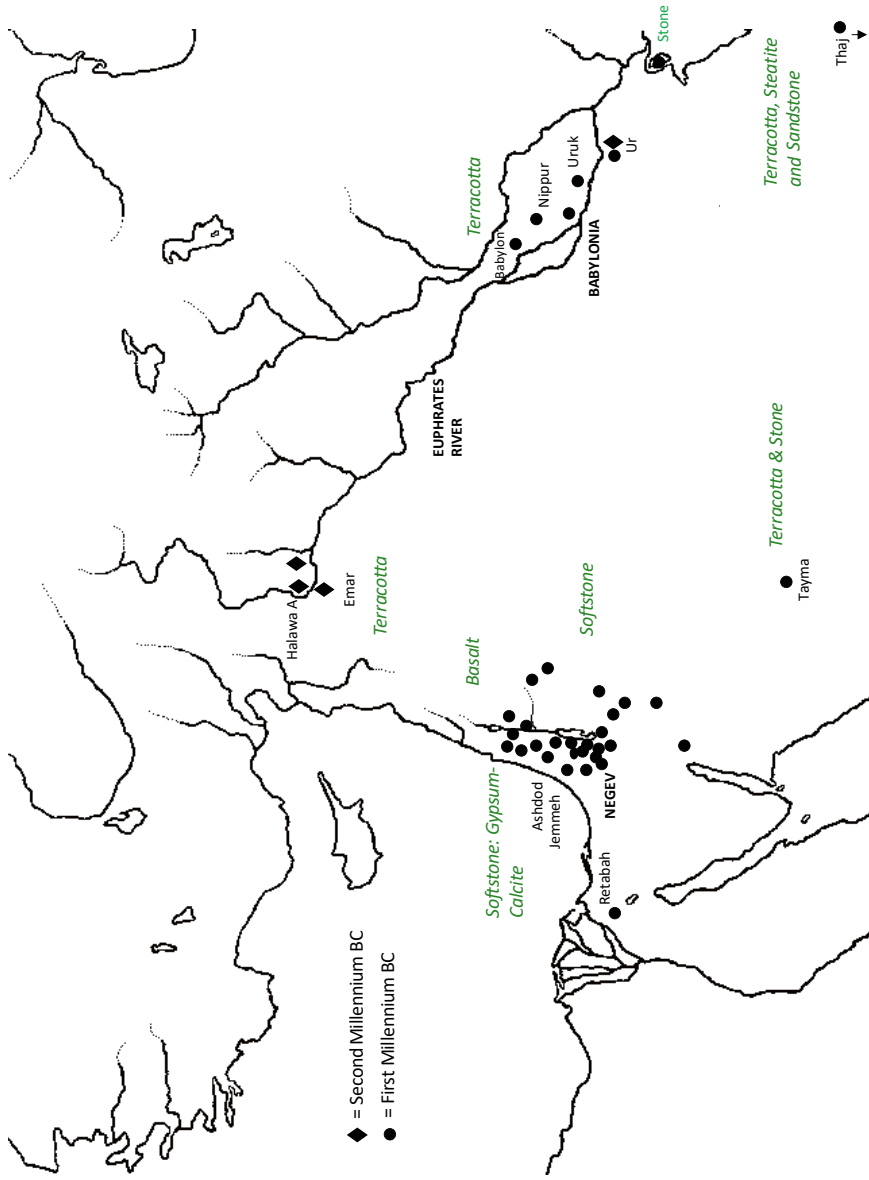 Thaj
Stone
Terracotta, Steatite
and Sandstone
Terracotta
Babylon
Nippur
Uruk
Ur
BABYLONIA
EUPHRATES
RIVER
Halawa A
Emar
Terracotta
Terracotta & Stone
Tayma
Basalt
Softstone
Softstone: Gypsum-
Calcite
Ashdod
Jemmeh
NEGEV
Retabah
= Second Millennium BC
= First Millennium BC